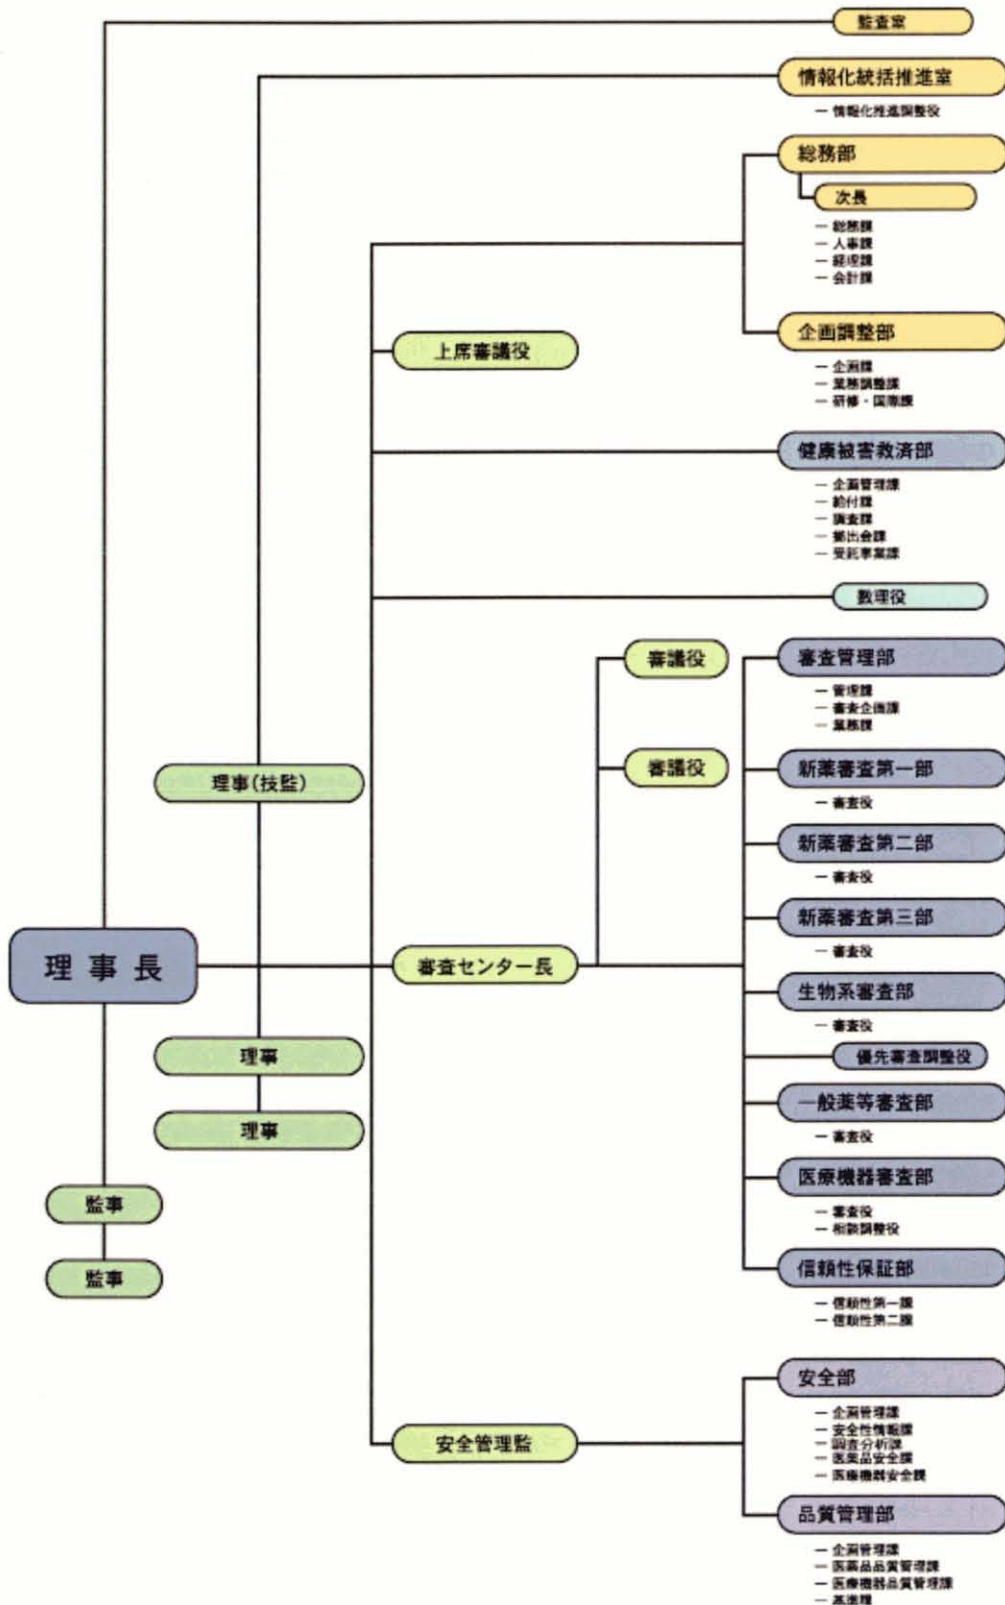 監査室
情報化統括推進室
― 情報化推進調整役
総務部
次長
― 総務課
― 人事課
― 経理課
― 会計課
企画調整部
― 企画課
― 業務調整課
― 研修・国際課
上席審議役
健康被害救済部
― 企画管理課
― 給付課
― 調査課
― 拠出金課
― 受託事業課
数理役
審議役
審議役
審査管理部
― 管理課
― 審査企画課
― 業務課
新薬審査第一部
― 審査役
新薬審査第二部
― 審査役
新薬審査第三部
― 審査役
生物系審査部
― 審査役
優先審査調整役
一般薬等審査部
― 審査役
医療機器審査部
― 審査役
― 相談調整役
信頼性保証部
― 信頼性第一課
― 信頼性第二課
理事(技監)
理事長
審査センター長
理事
理事
監事
監事
安全管理監
安全部
― 企画管理課
― 安全性情報課
― 調査分析課
― 医薬品安全課
― 医療機器安全課
品質管理部
― 企画管理課
― 医薬品品質管理課
― 医療機器品質管理課
― 基準課